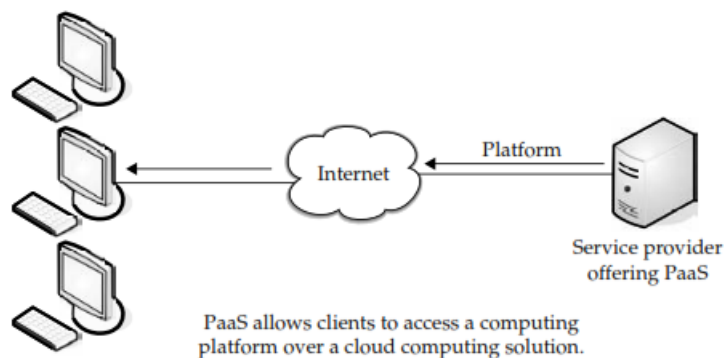 Platform
Internet
Service provider
offering PaaS
PaaS allows clients to access a computing
platform over a cloud computing solution.